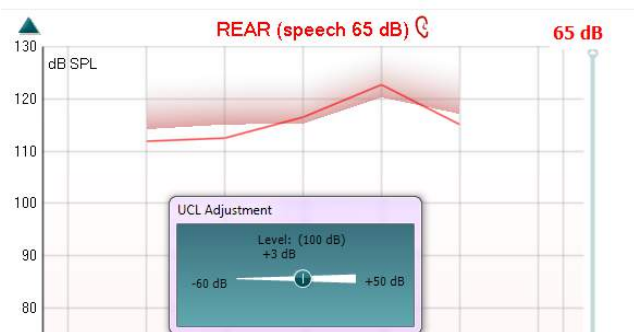 REAR (speech 65 dB)
65 dB
130
dB SPL
120
110
100
90
80
UCL Adjustment
Level: (100 dB)
+3 dB
-60 dB
+50 dB